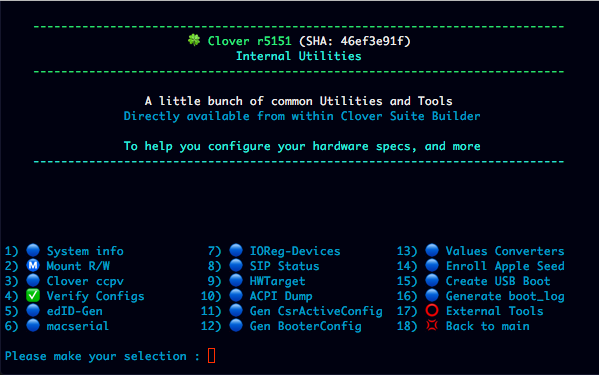 🍀 Clover r5151 (SHA: 46ef3e91f)
Internal Utilities
A little bunch of common Utilities and Tools
Directly available from within Clover Suite Builder
To help you configure your hardware specs, and more
1) System info 7) IOReg-Devices 13) Values Converters
2) Ⓜ️ Mount R/W 8) SIP Status 14) Enroll Apple Seed
3) Clover ccpv 9) HWTarget 15) Create USB Boot
4) ✅ Verify Configs 10) ACPI Dump 16) Generate boot_log
5) edID-Gen 11) Gen CsrActiveConfig 17) External Tools
6) macserial 12) Gen BooterConfig 18) Back to main
Please make your selection :